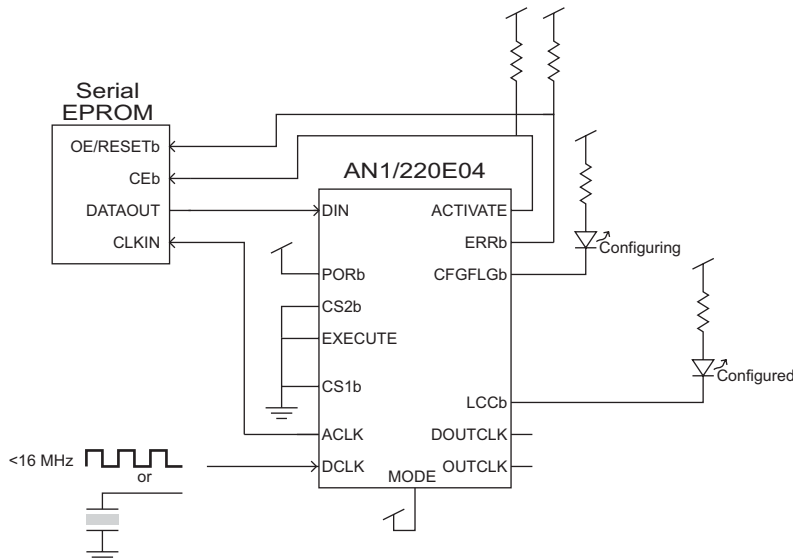 Serial
EPROM
OE/RESETb
CEb
DATAOUT
CLKIN
AN1/220E04
DIN
PORb
CS2b
EXECUTE
CS1b
ACLK
DCLK
MODE
ACTIVATE
ERRb
CFGFLGb
LCCb
DOUTCLK
OUTCLK
Configuring
Configured
<16 MHz
or